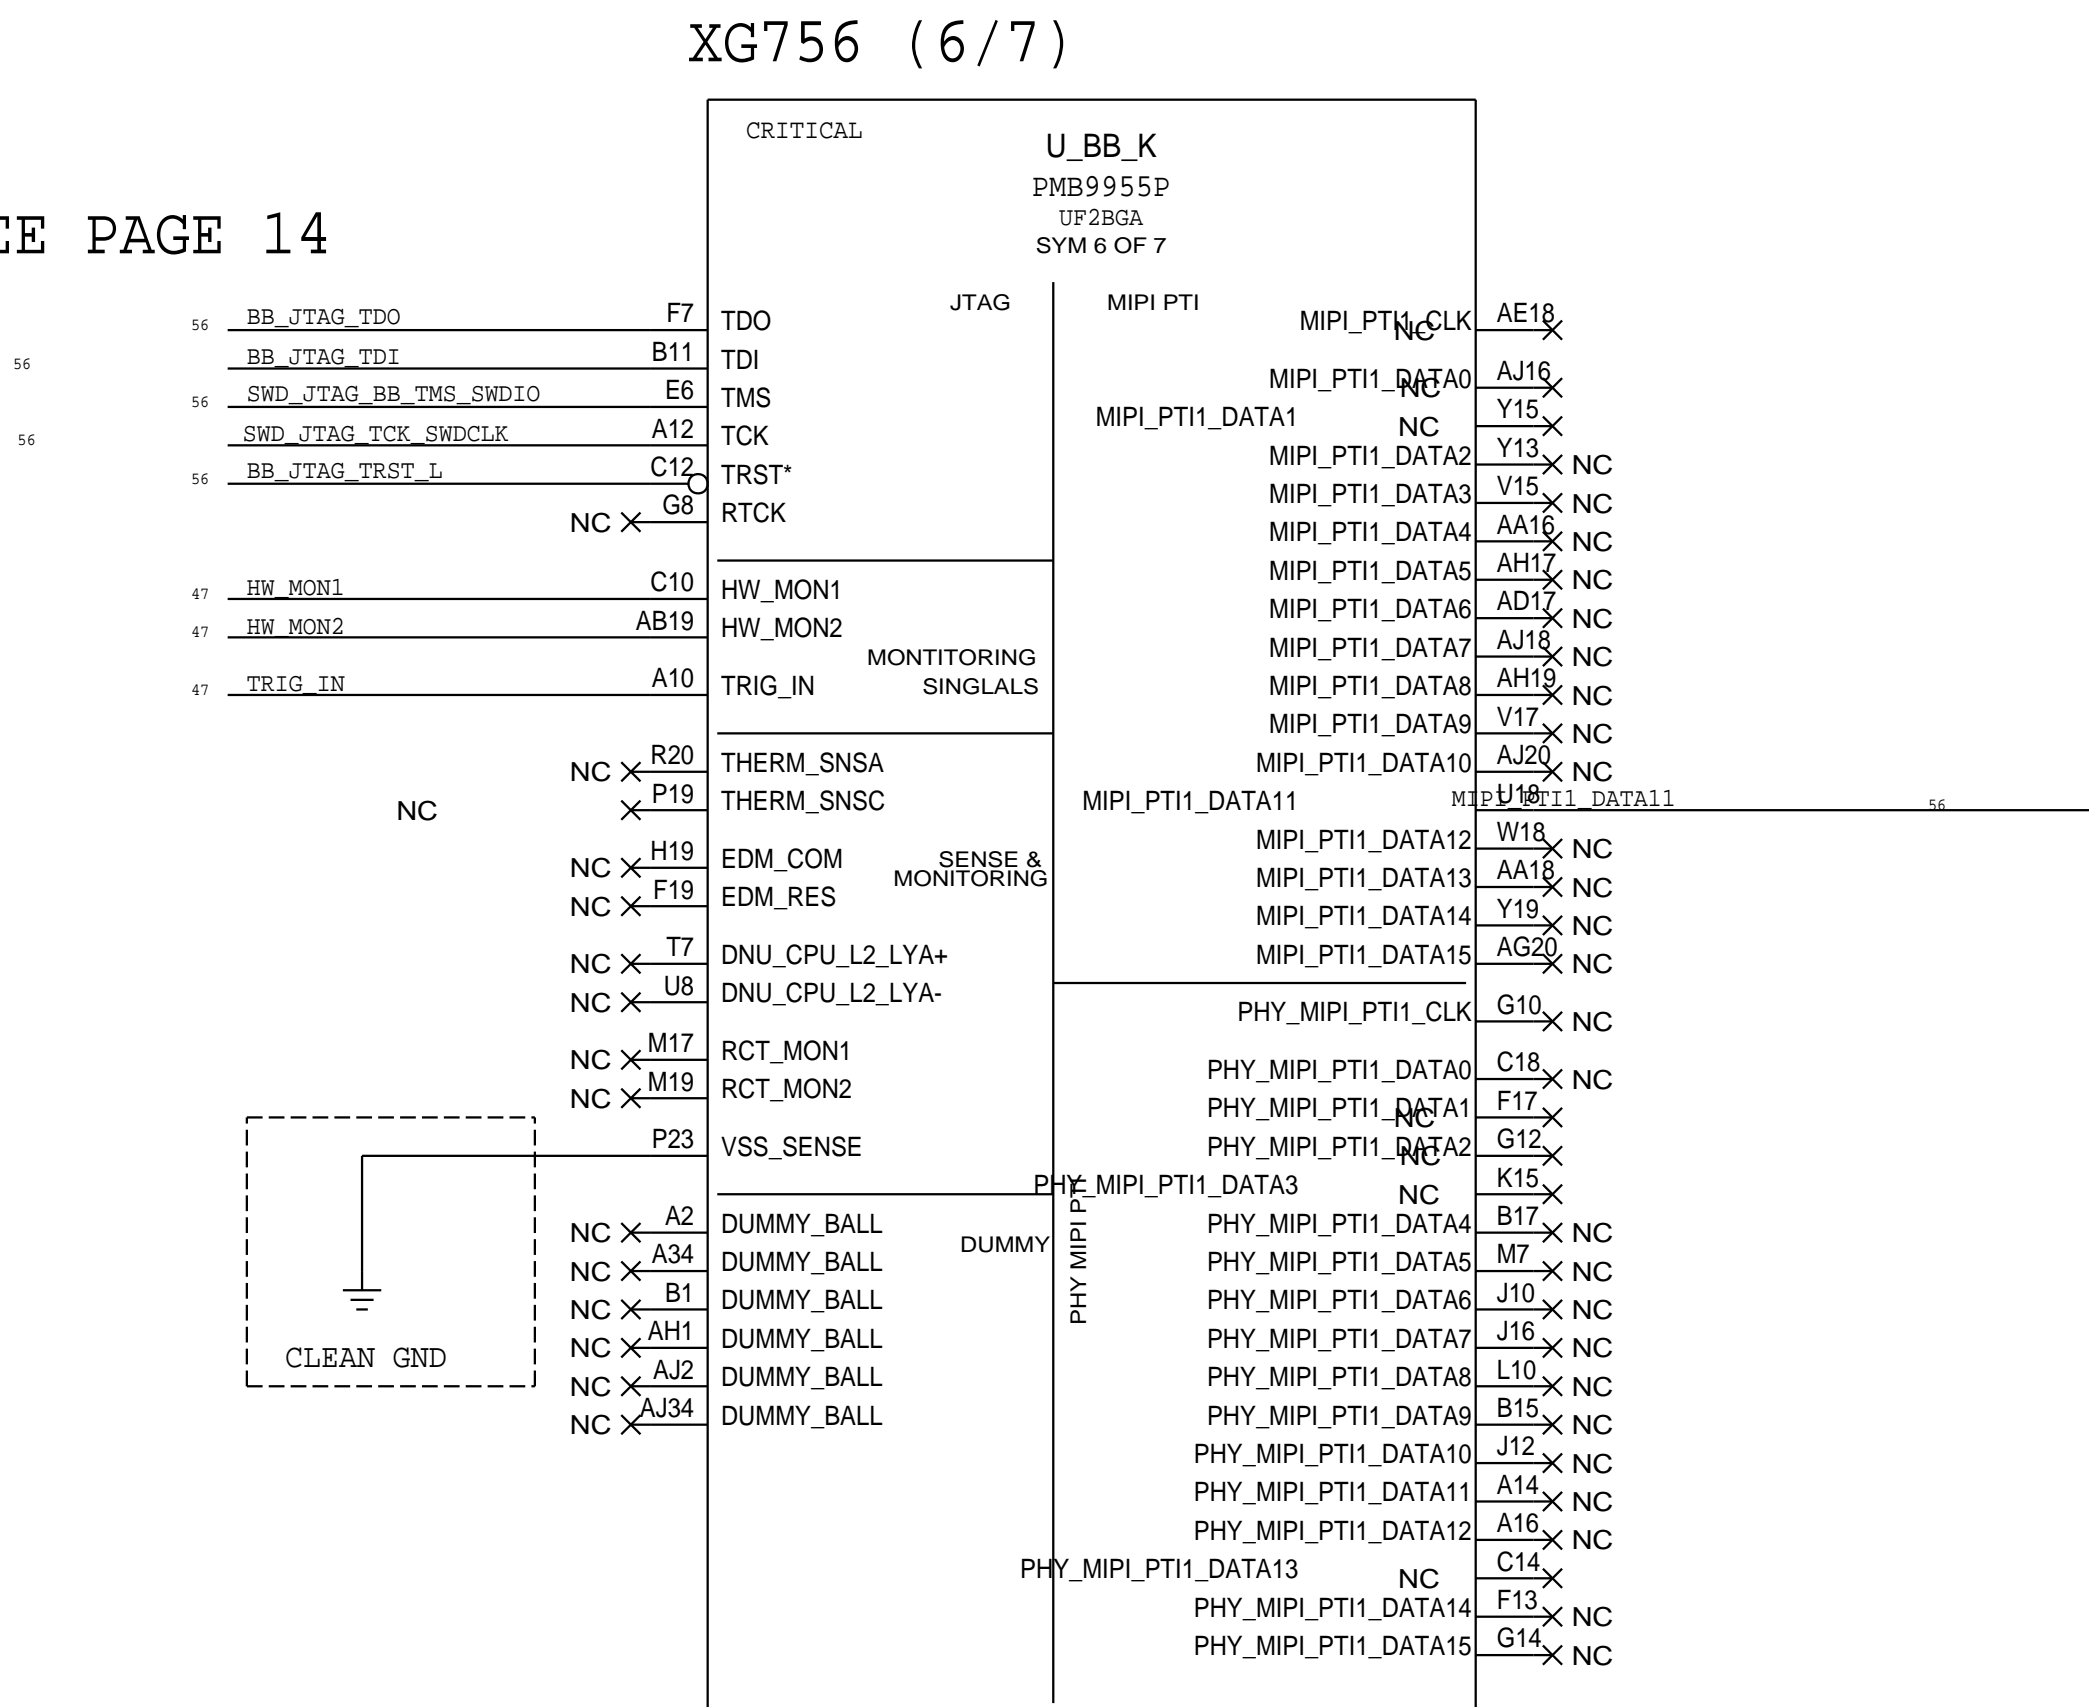 XG756 (6/7)
CRITICAL
U_BB_K
PMB9955P
UF2BGA
SYM 6 OF 7
EE PAGE 14
JTAG MIPI PTI
56 BB_JTAG_TDO F7 TDO MIPI_PTI1_CLK NC AE18
56 BB_JTAG_TDI B11 TDI
MIPI_PTI1_DATA0 NC AJ16
56 SWD_JTAG_BB_TMS_SWDIO E6 TMS
MIPI_PTI1_DATA1 NC Y15
56 SWD_JTAG_TCK_SWDCLK A12 TCK
MIPI_PTI1_DATA2 Y13 NC
56 BB_JTAG_TRST_L C12 TRST*
MIPI_PTI1_DATA3 V15 NC
NC G8 RTCK
MIPI_PTI1_DATA4 AA16 NC
MIPI_PTI1_DATA5 AH17 NC
47 HW_MON1 C10 HW_MON1
MIPI_PTI1_DATA6 AD17 NC
47 HW_MON2 AB19 HW_MON2
MIPI_PTI1_DATA7 AJ18 NC
MONTITORING
SINGLALS
47 TRIG_IN A10 TRIG_IN
MIPI_PTI1_DATA8 AH19 NC
MIPI_PTI1_DATA9 V17 NC
NC R20 THERM_SNSA MIPI_PTI1_DATA10 AJ20 NC
NC P19 THERM_SNSC MIPI_PTI1_DATA11 U18 MIPI_PTI1_DATA11 56
MIPI_PTI1_DATA12 W18 NC
NC H19 EDM_COM
SENSE &
MONITORING
MIPI_PTI1_DATA13 AA18 NC
NC F19 EDM_RES
MIPI_PTI1_DATA14 Y19 NC
NC T7 DNU_CPU_L2_LYA+ MIPI_PTI1_DATA15 AG20 NC
NC U8 DNU_CPU_L2_LYA-
PHY_MIPI_PTI1_CLK G10 NC
NC M17 RCT_MON1
PHY_MIPI_PTI1_DATA0 C18 NC
NC M19 RCT_MON2
PHY_MIPI_PTI1_DATA1 NC F17
P23 VSS_SENSE PHY_MIPI_PTI1_DATA2 NC G12
PHY_MIPI_PTI1_DATA3 NC K15
NC A2 DUMMY_BALL PHY_MIPI_PTI1_DATA4 B17 NC
DUMMY
PHY MIPI PTI
NC A34 DUMMY_BALL PHY_MIPI_PTI1_DATA5 M7 NC
NC B1 DUMMY_BALL PHY_MIPI_PTI1_DATA6 J10 NC
NC AH1 DUMMY_BALL PHY_MIPI_PTI1_DATA7 J16 NC
CLEAN GND
NC AJ2 DUMMY_BALL PHY_MIPI_PTI1_DATA8 L10 NC
NC AJ34 DUMMY_BALL PHY_MIPI_PTI1_DATA9 B15 NC
PHY_MIPI_PTI1_DATA10 J12 NC
PHY_MIPI_PTI1_DATA11 A14 NC
PHY_MIPI_PTI1_DATA12 A16 NC
PHY_MIPI_PTI1_DATA13 NC C14
PHY_MIPI_PTI1_DATA14 F13 NC
PHY_MIPI_PTI1_DATA15 G14 NC